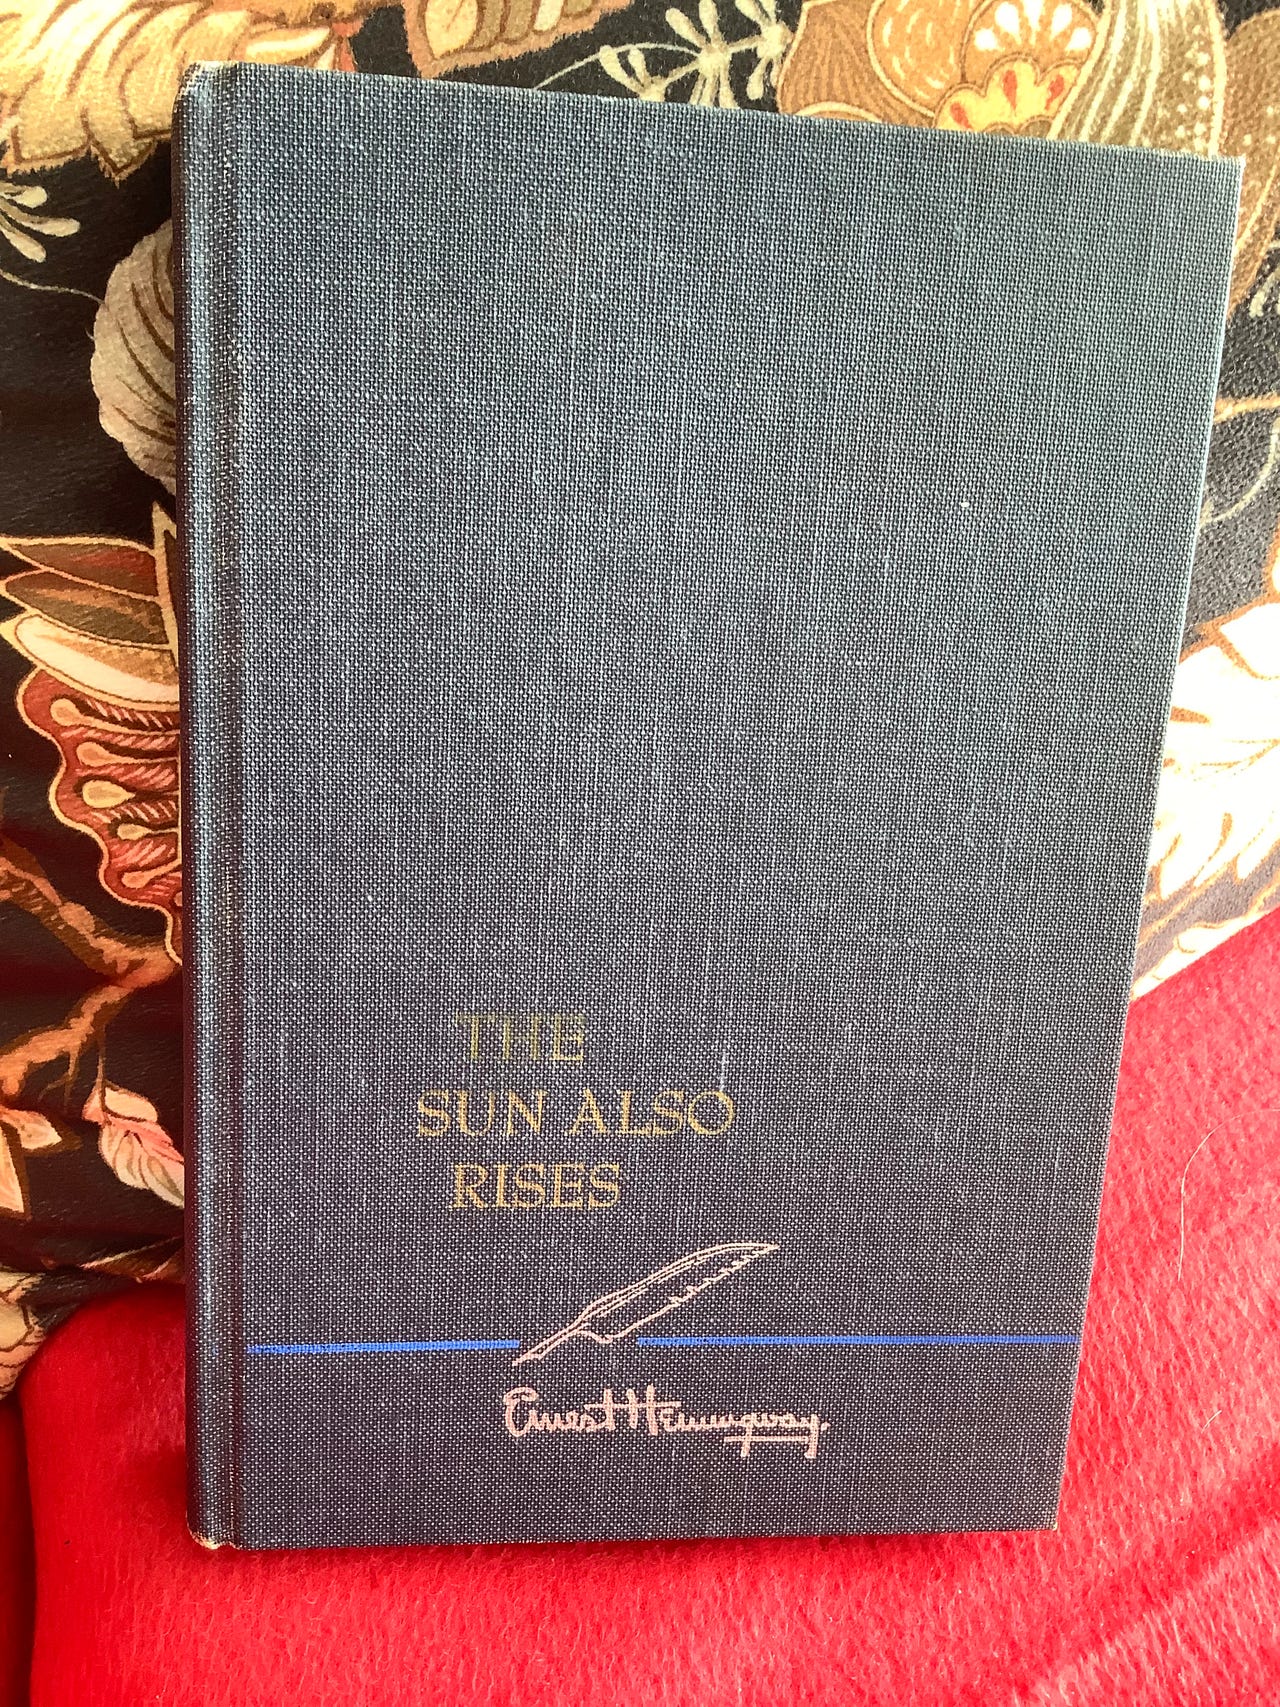 THE
SUN ALSO
RISES
Ernest Hemingway